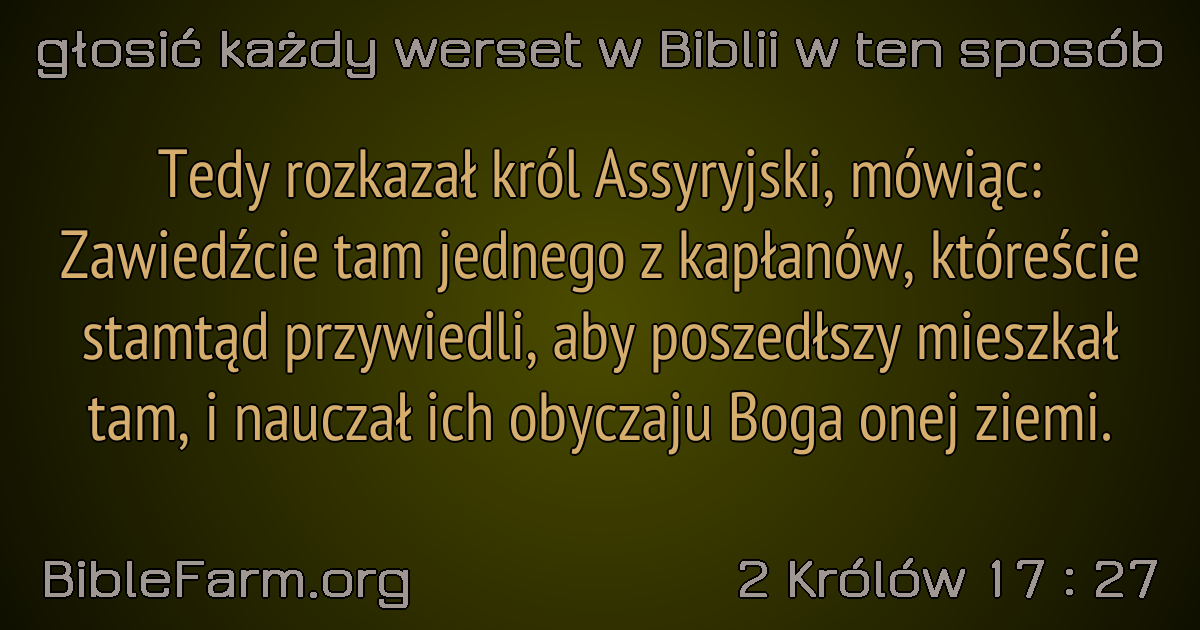 głosić każdy werset w Biblii w ten sposób
Tedy rozkazał król Assyryjski, mówiąc:
Zawiedźcie tam jednego z kapłanów, któreście
stamtąd przywiedli, aby poszedłszy mieszkał
tam, i nauczał ich obyczaju Boga onej ziemi.
BibleFarm.org
2 Królów 17 : 27